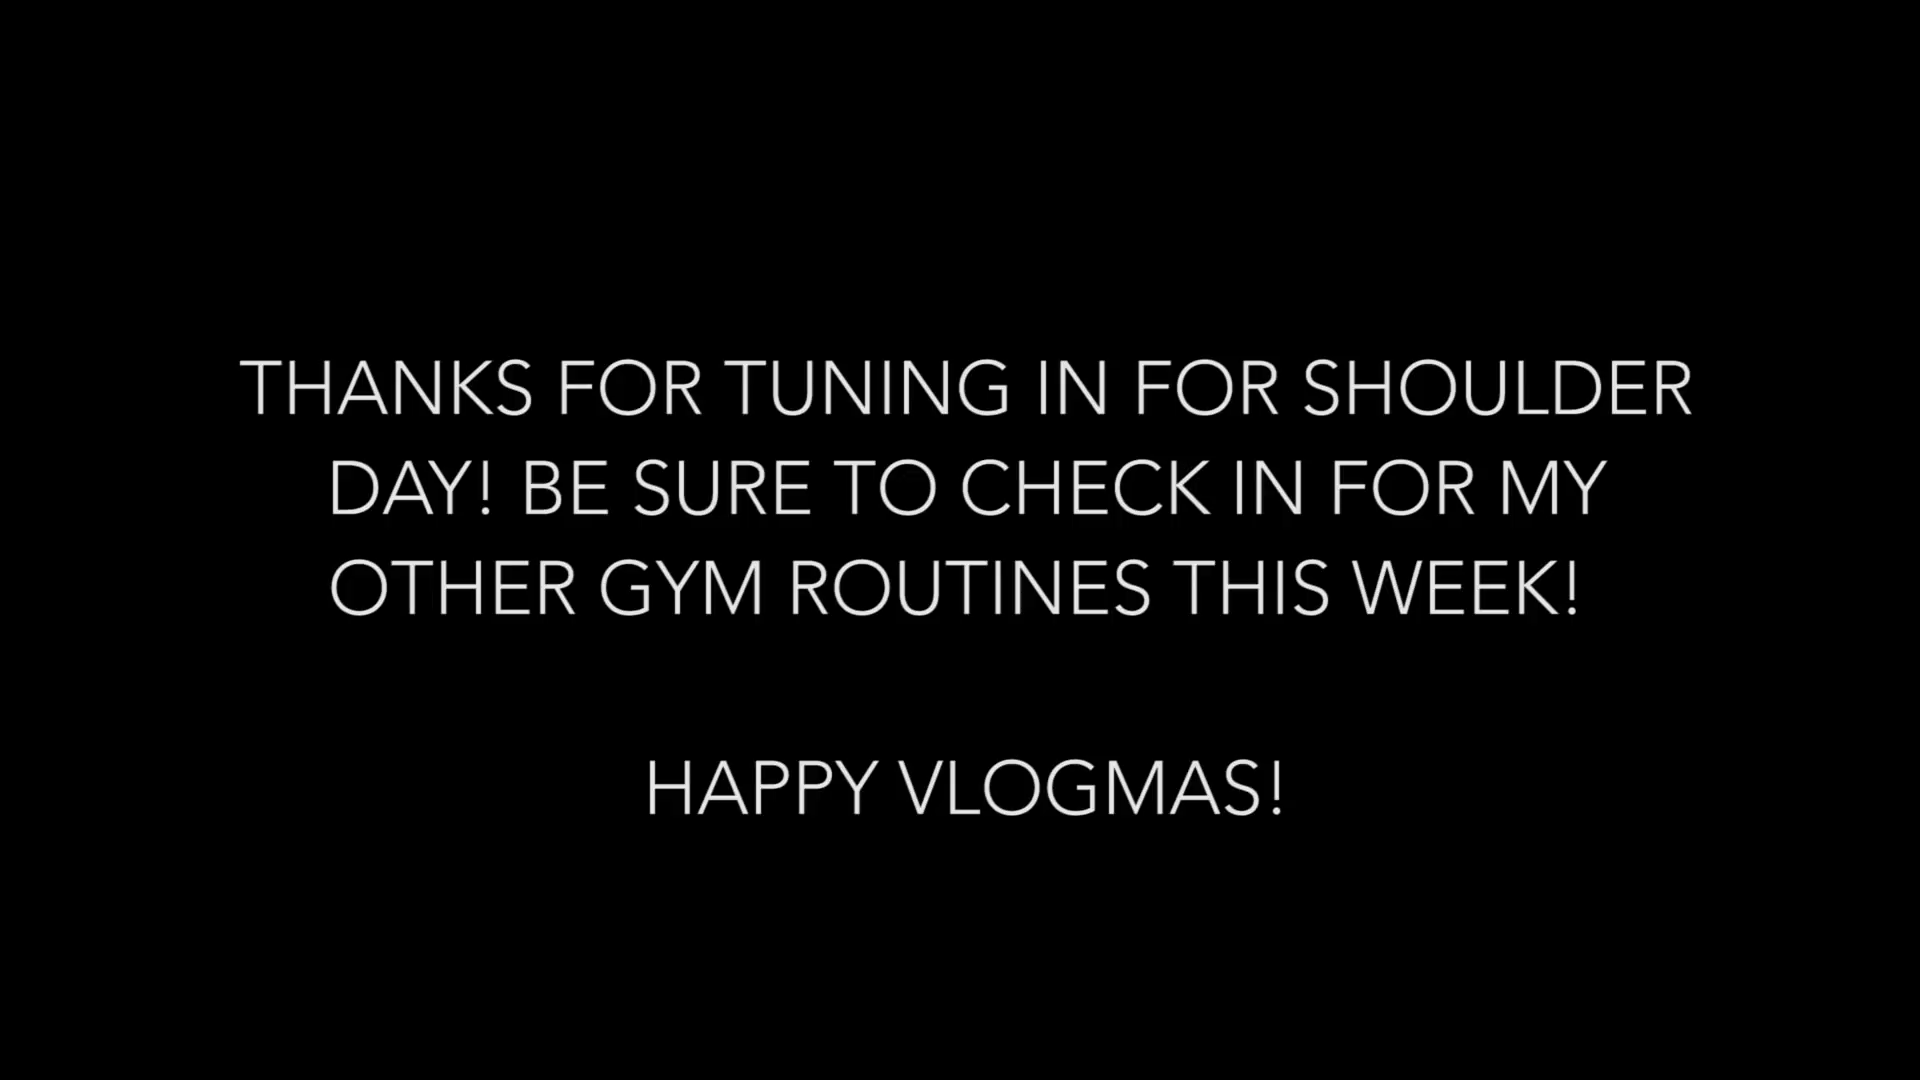 THANKS FOR TUNING IN FOR SHOULDER
DAY! BE SURE TO CHECK IN FOR MY
OTHER GYM ROUTINES THIS WEEK!
HAPPY VLOGMAS!